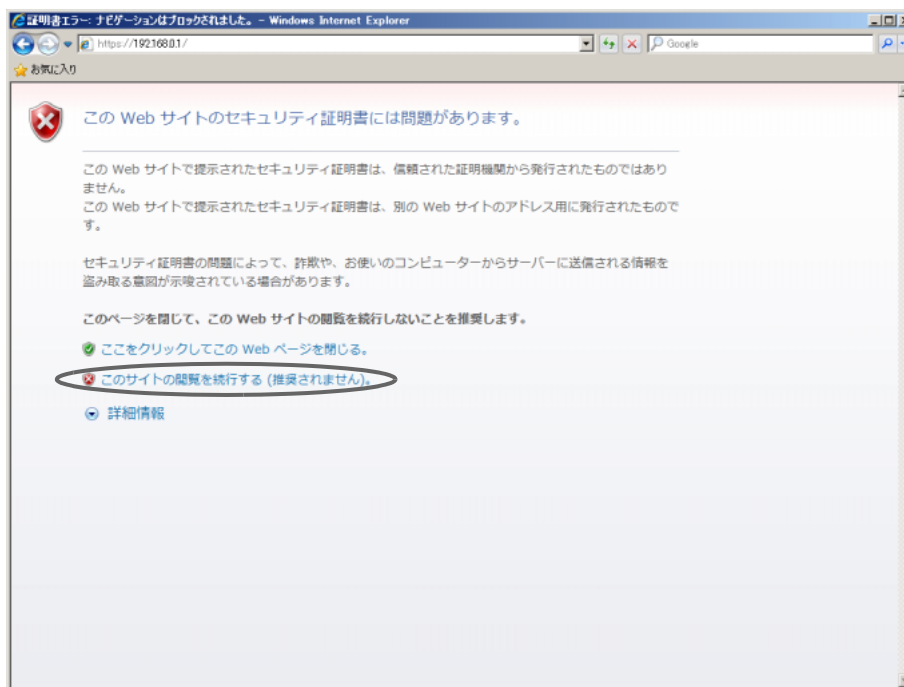 証明書エラー: ナビゲーションはブロックされました。 - Windows Internet Explorer
https://192.168.0.1/
Google
お気に入り
この Web サイトのセキュリティ証明書には問題があります。
この Web サイトで提示されたセキュリティ証明書は、信頼された証明機関から発行されたものではあり
ません。
この Web サイトで提示されたセキュリティ証明書は、別の Web サイトのアドレス用に発行されたもので
す。
セキュリティ証明書の問題によって、詐欺や、お使いのコンピューターからサーバーに送信される情報を
盗み取る意図が示唆されている場合があります。
このページを閉じて、この Web サイトの閲覧を続行しないことを推奨します。
ここをクリックしてこの Web ページを閉じる。
このサイトの閲覧を続行する (推奨されません)。
詳細情報